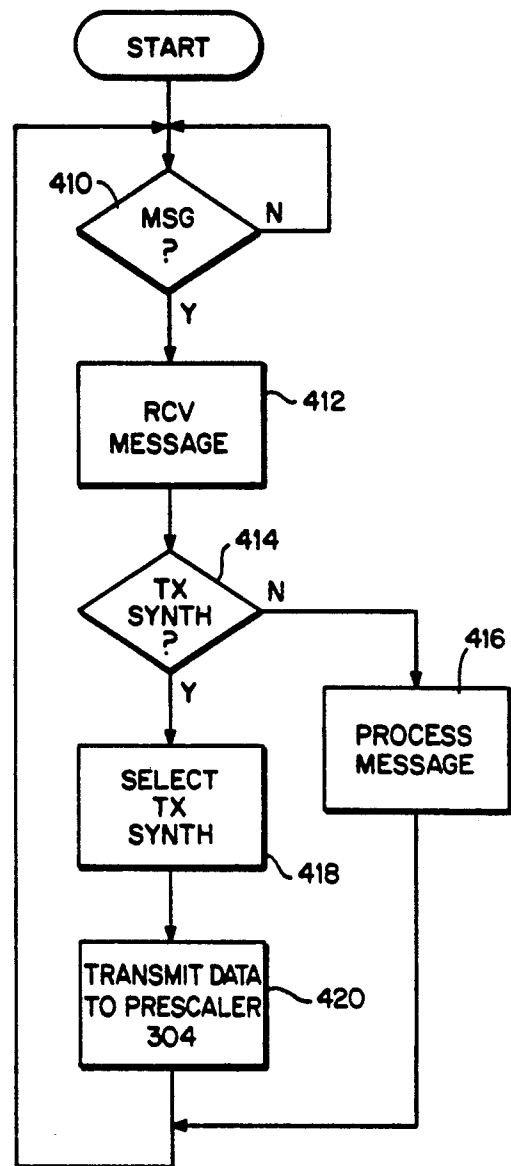 START
410
MSG
?
N
Y
RCV
MESSAGE
412
414
TX
SYNTH
?
N
Y
416
PROCESS
MESSAGE
SELECT
TX
SYNTH
418
TRANSMIT DATA
TO PRESCALER
304
420